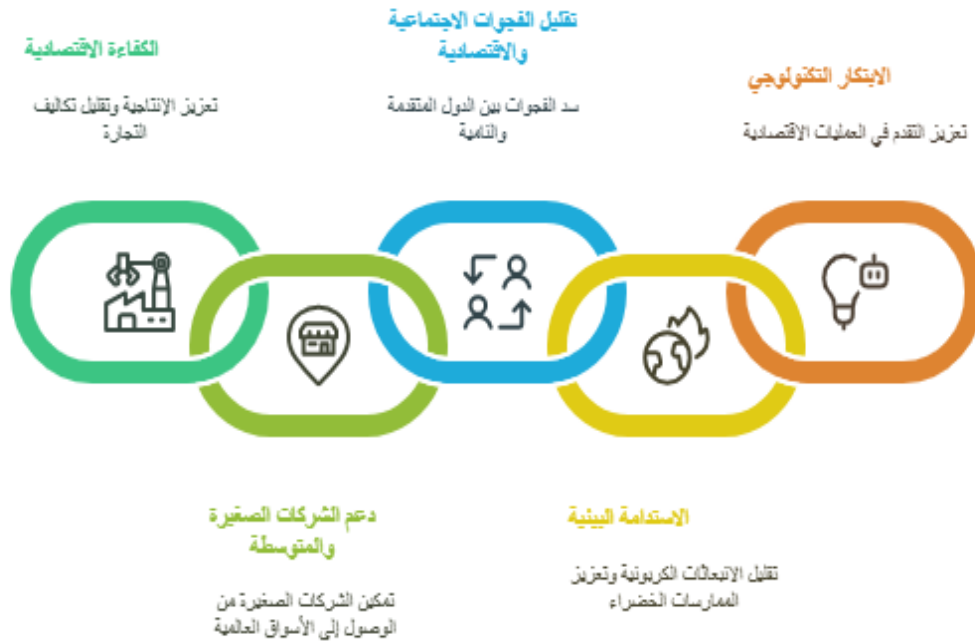 الكفاءة الاقتصادية
تعزيز الإنتاجية وتقليل تكاليف
التجارة
دعم الشركات الصغيرة
والمتوسطة
تمكين الشركات الصغيرة من
الوصول إلى الأسواق العالمية
تقليل الفجوات الاجتماعية
والاقتصادية
سد الفجوات بين الدول المتقدمة
والنامية
الاستدامة البيئية
تقليل الانبعاثات الكربونية وتعزيز
الممارسات الخضراء
الابتكار التكنولوجي
تعزيز التقدم في العمليات الاقتصادية